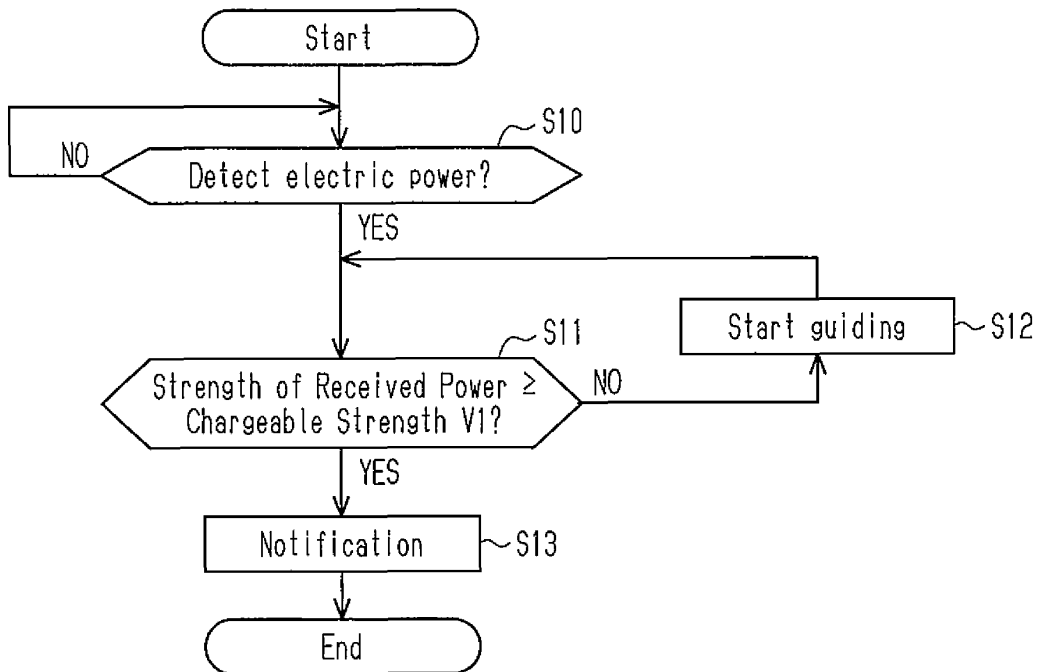 Start
S10
NO
Detect electric power?
YES
Start guiding
S12
S11
Strength of Received Power ≥
Chargeable Strength V1?
NO
YES
Notification
S13
End